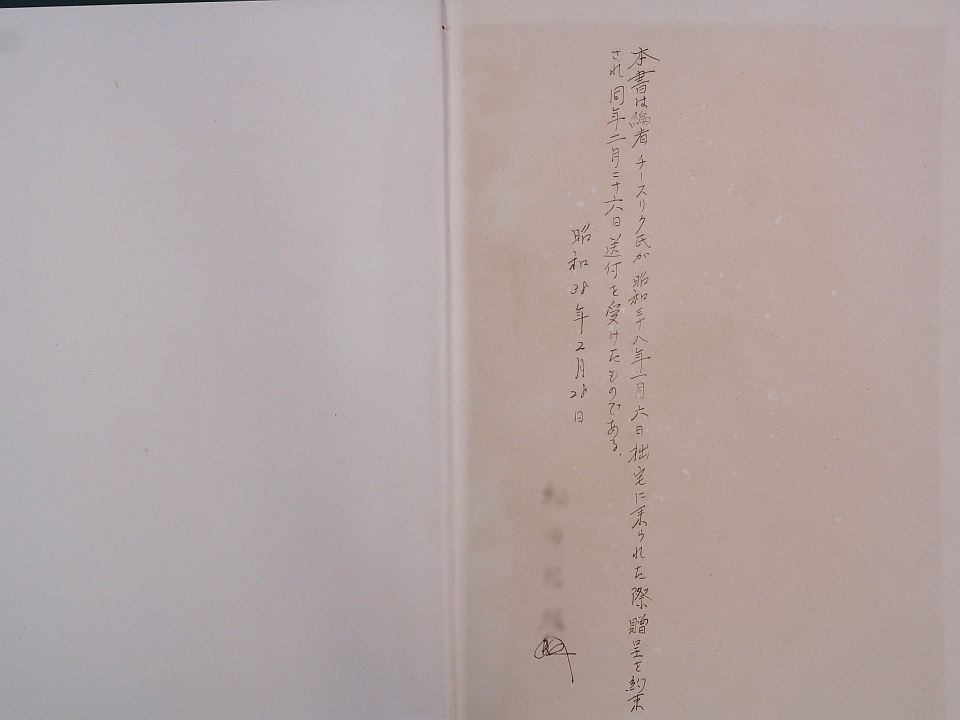 本書は編者チースリク氏が昭和三十八年一月六日拙宅に来られた際贈呈を約束
され同年二月二十六日送付を受けたものである.
昭和38年2月28日